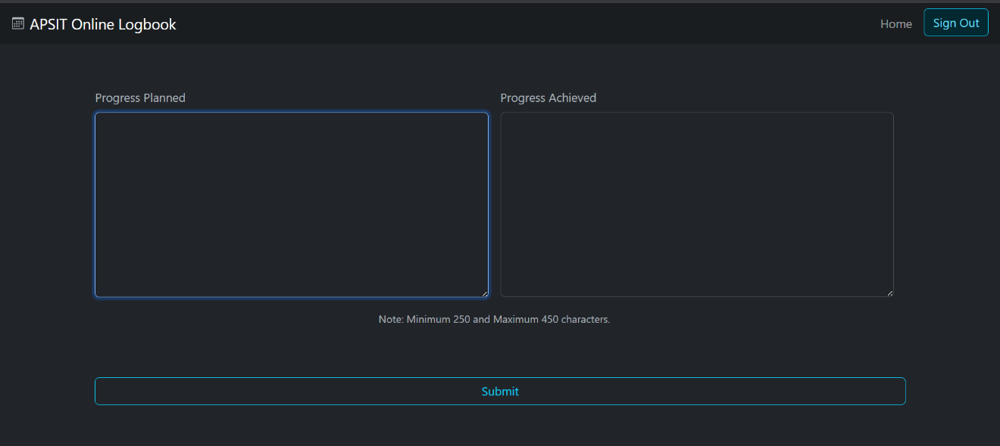 APSIT Online Logbook
Home
Sign Out
Progress Planned
Progress Achieved
Note: Minimum 250 and Maximum 450 characters.
Submit